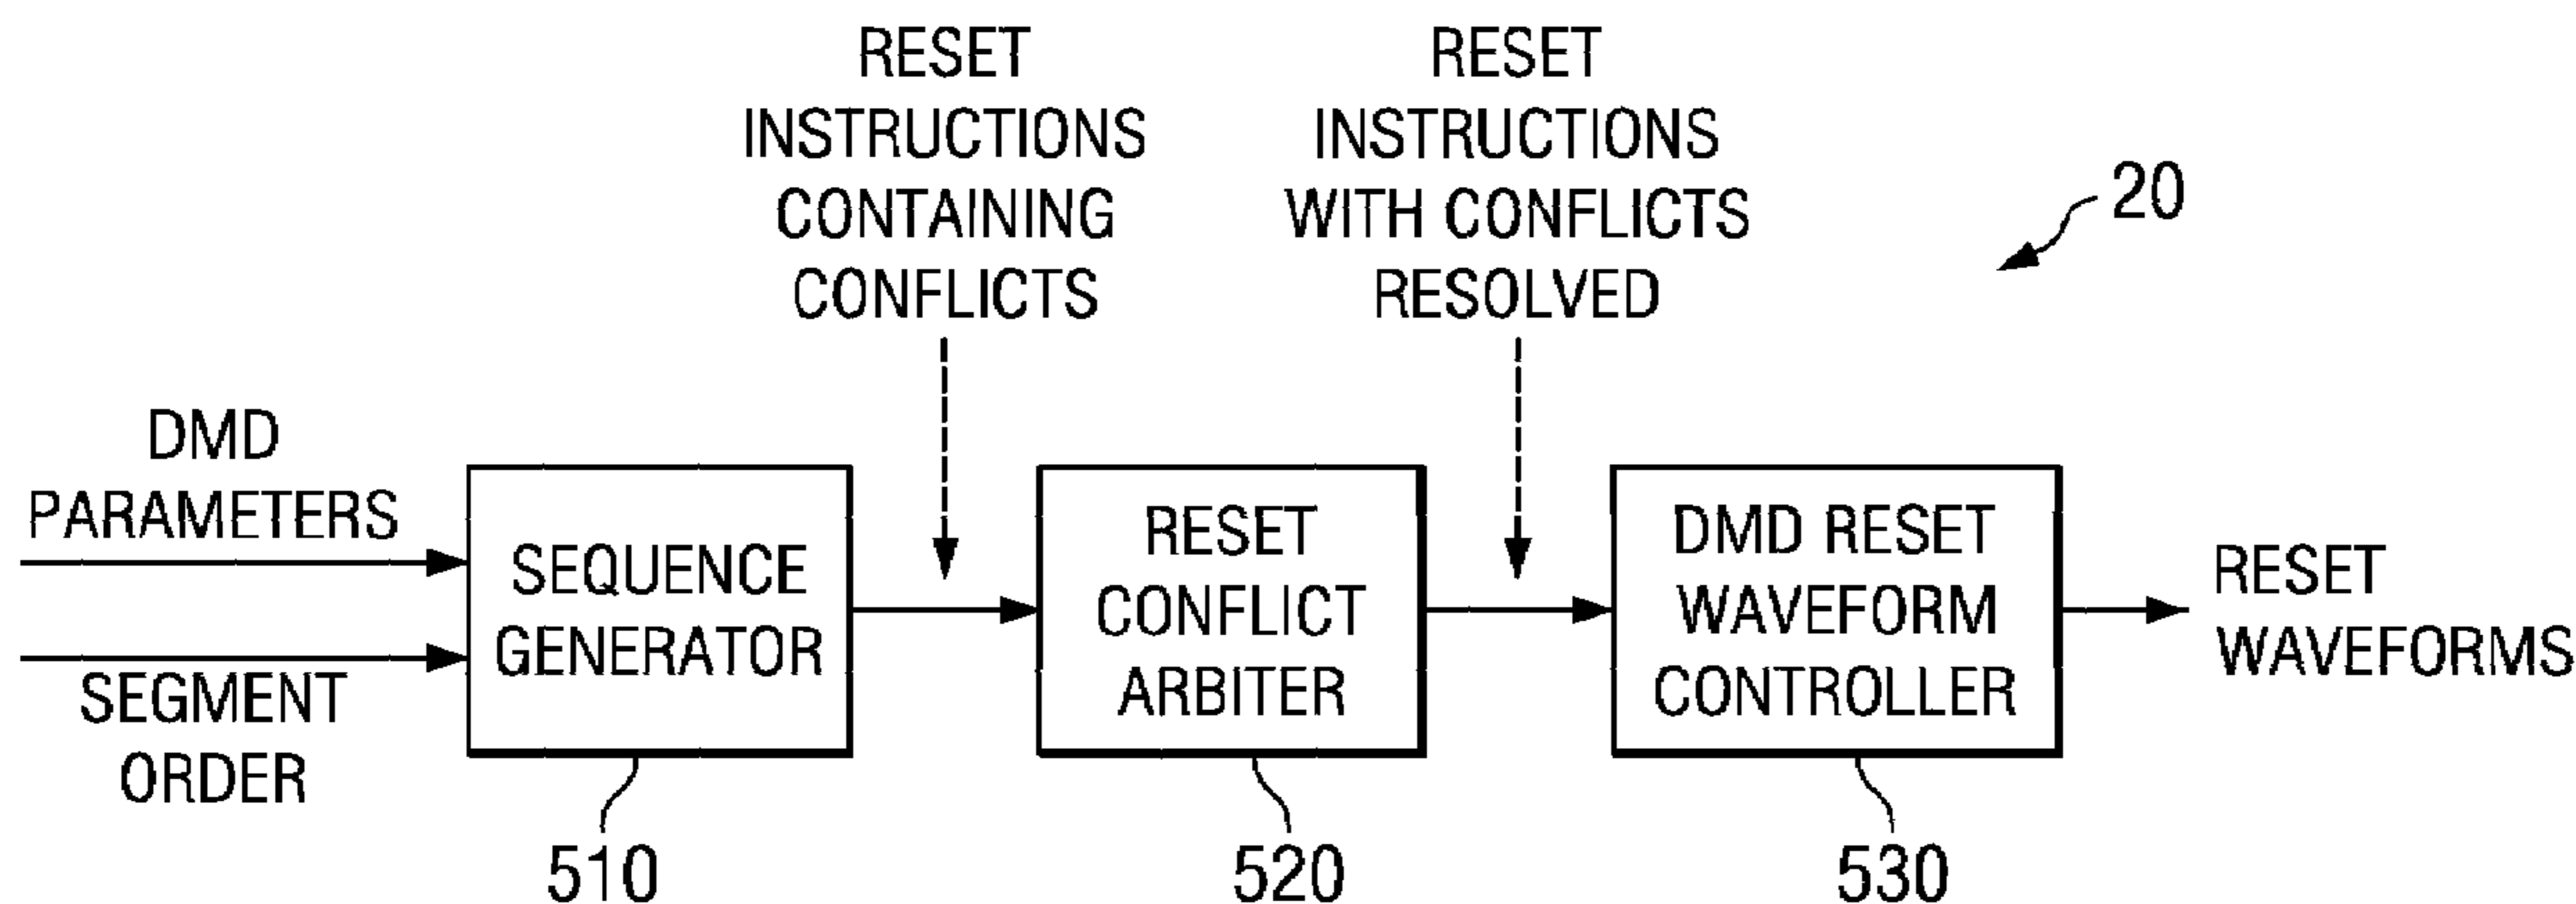 RESET
INSTRUCTIONS
CONTAINING
CONFLICTS
RESET
INSTRUCTIONS
WITH CONFLICTS
RESOLVED
20
DMD
PARAMETERS
SEGMENT
ORDER
SEQUENCE
GENERATOR
510
RESET
CONFLICT
ARBITER
520
DMD RESET
WAVEFORM
CONTROLLER
530
RESET
WAVEFORMS